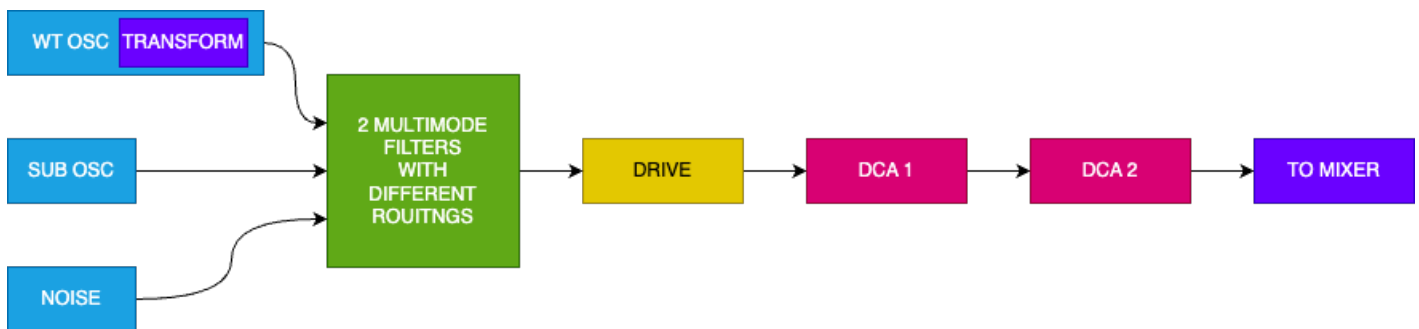 WT OSC
TRANSFORM
SUB OSC
NOISE
2 MULTIMODE
FILTERS
WITH
DIFFERENT
ROUITNGS
DRIVE
DCA 1
DCA 2
TO MIXER